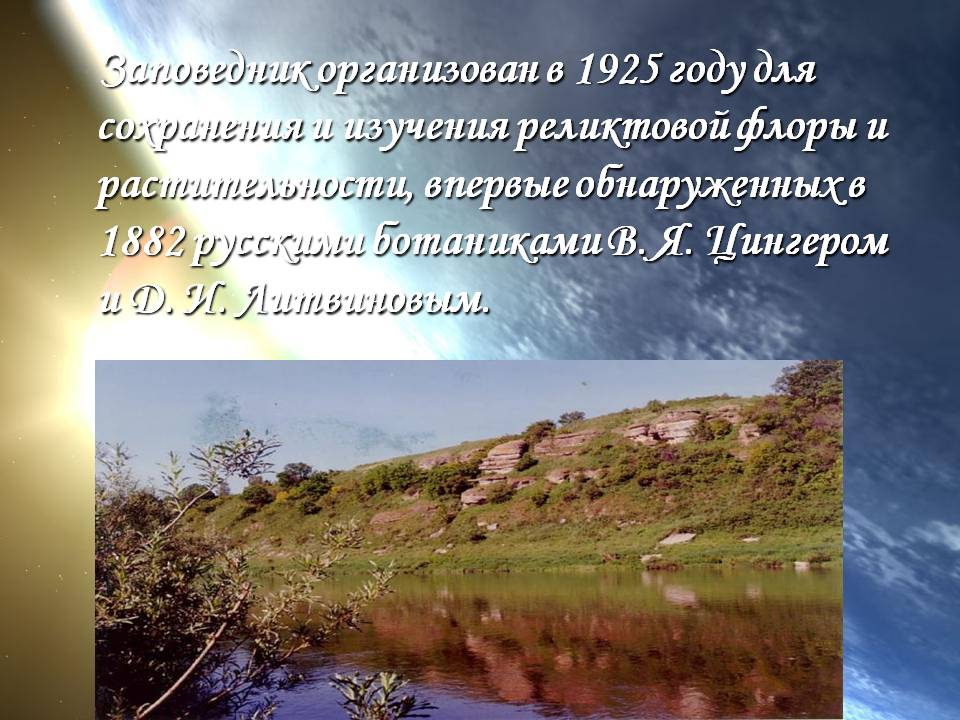 Заповедник организован в 1925 году для
сохранения и изучения реликтовой флоры и
растительности, впервые обнаруженных в
1882 русскими ботаниками В. Я. Цингером
и Д. И. Литвиновым.